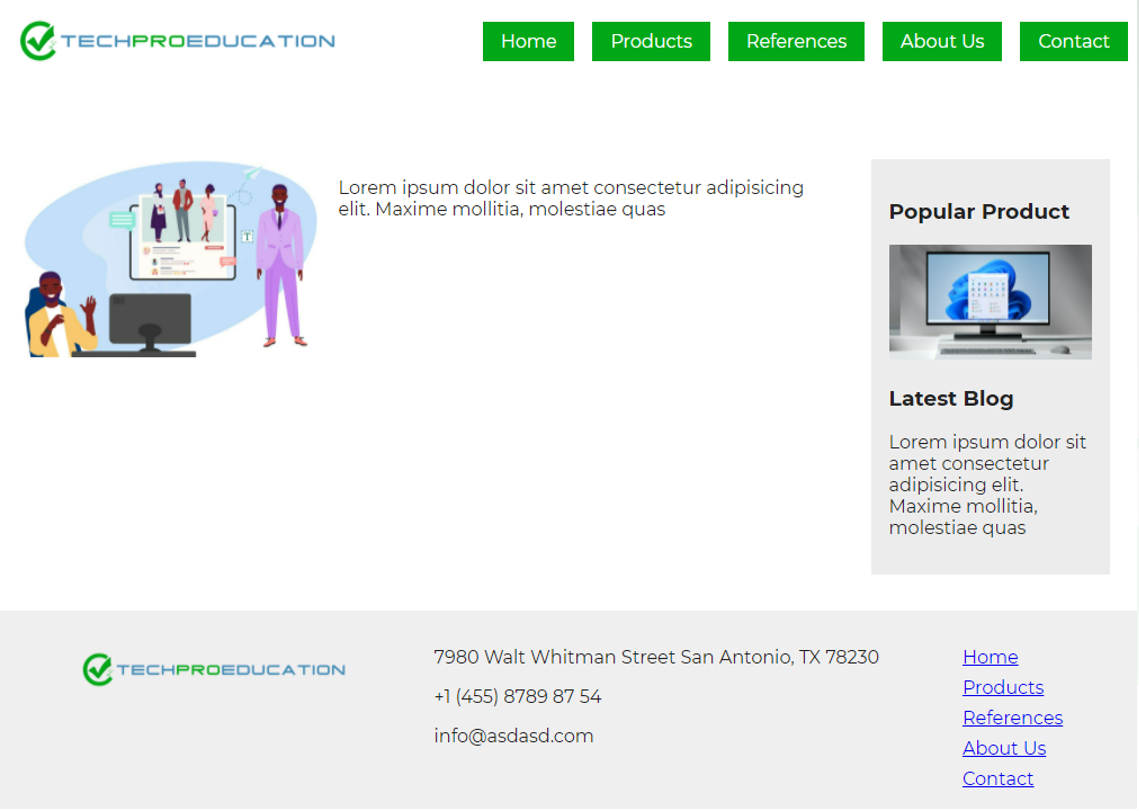 TECHPROEDUCATION
Home
Products
References
About Us
Contact
Lorem ipsum dolor sit amet consectetur adipisicing
elit. Maxime mollitia, molestiae quas
T
Popular Product
Latest Blog
Lorem ipsum dolor sit
amet consectetur
adipisicing elit.
Maxime mollitia,
molestiae quas
TECHPROEDUCATION
7980 Walt Whitman Street San Antonio, TX 78230
+1 (455) 8789 87 54
info@asdasd.com
Home
Products
References
About Us
Contact